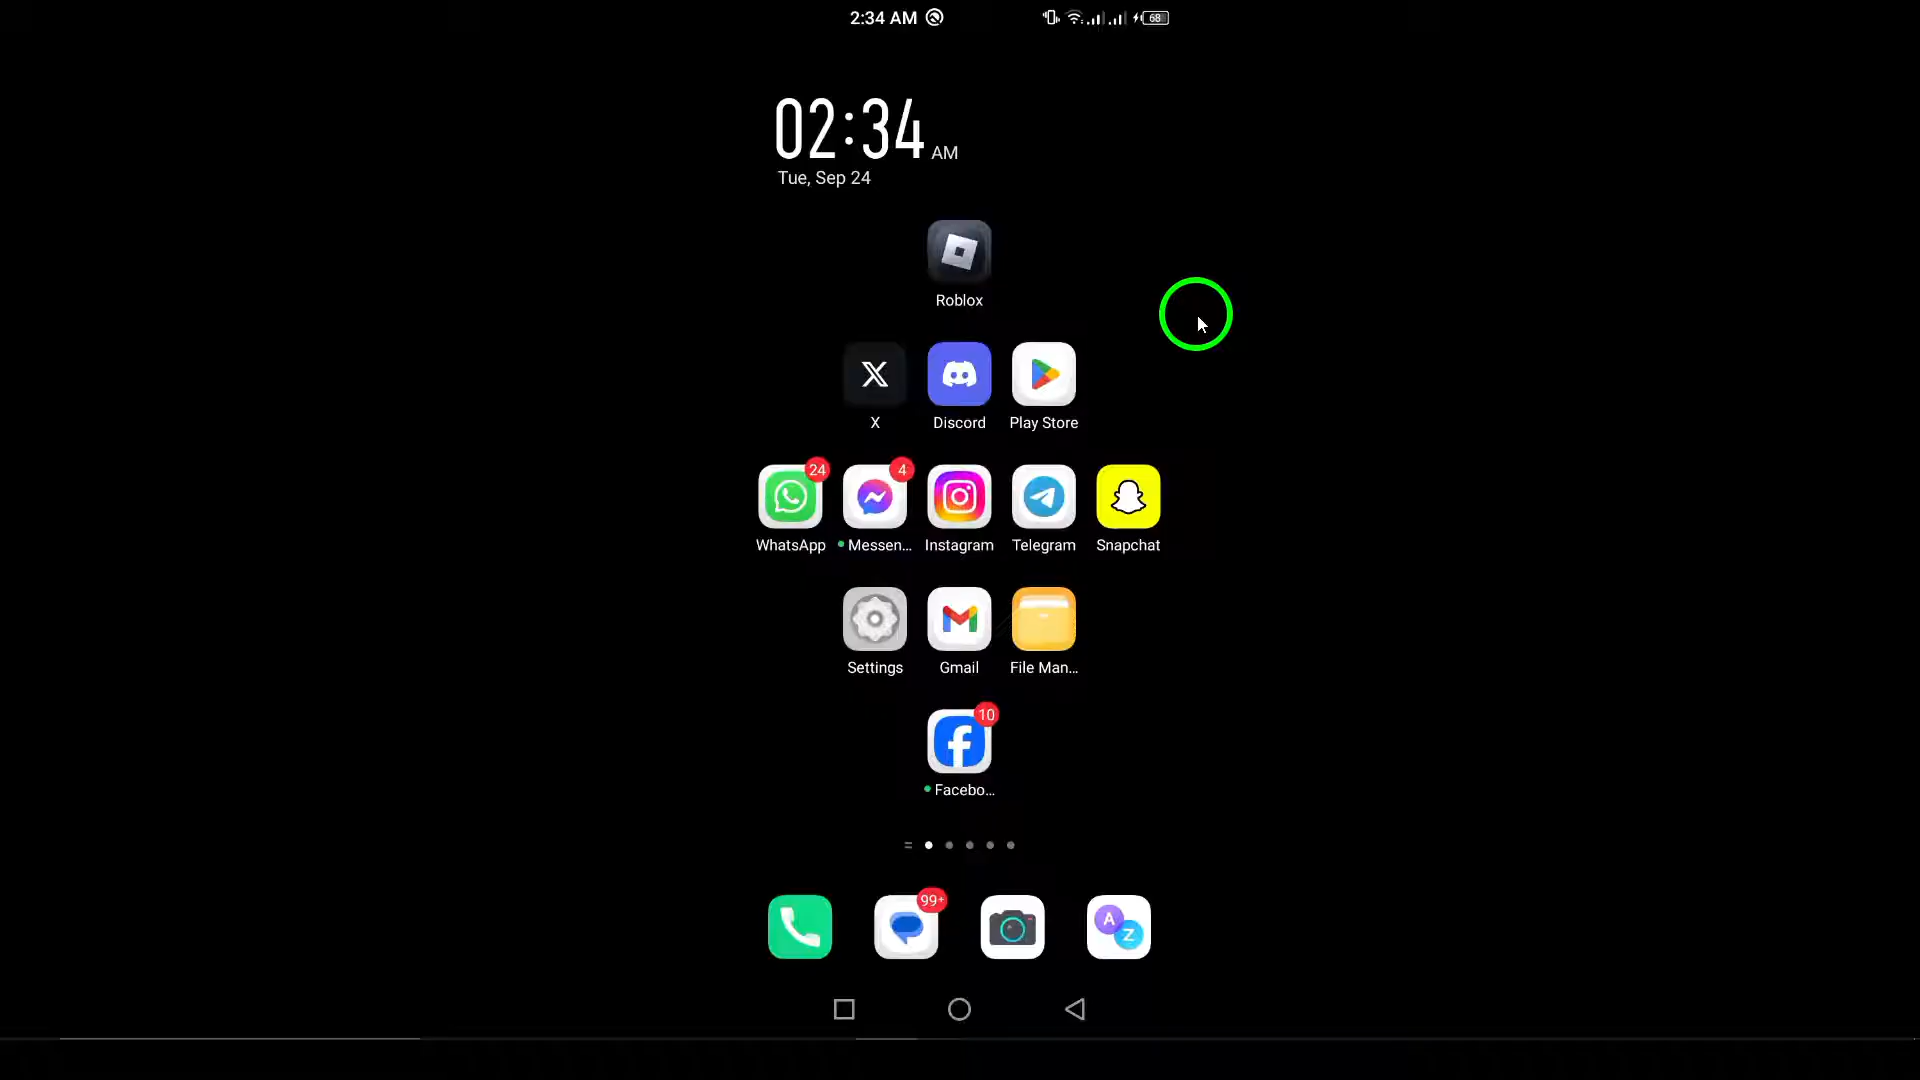 2:34 AM
68
02:34 AM
Tue, Sep 24
Roblox
X
Discord
Play Store
24
4
WhatsApp
Messen...
Instagram
Telegram
Snapchat
Settings
Gmail
File Man...
10
Facebo...
99+
A
Z